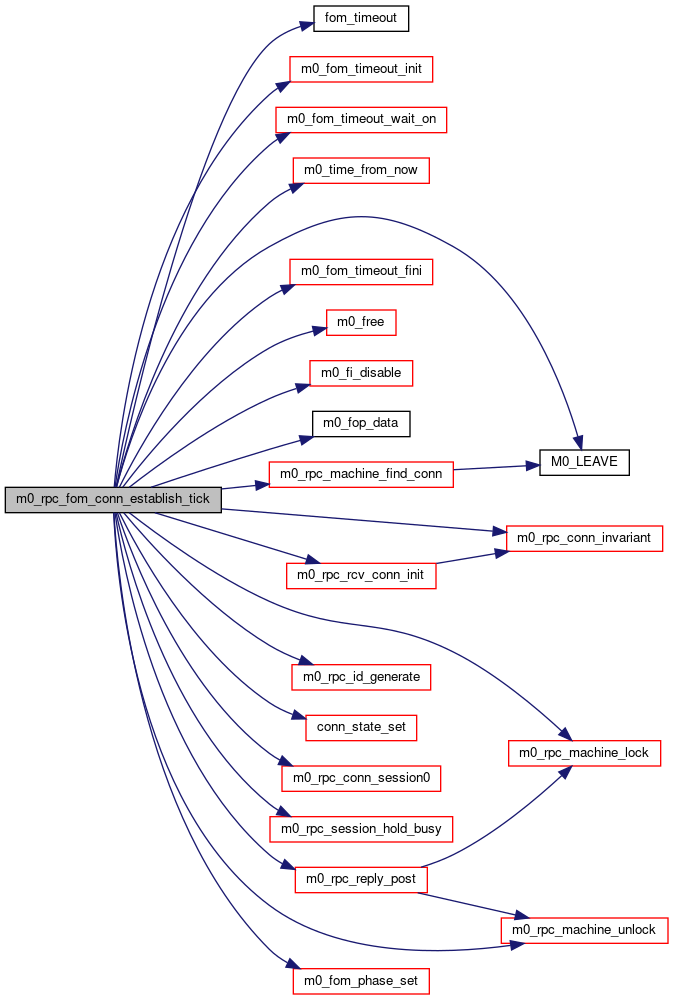 fom_timeout
m0_fom_timeout_init
m0_fom_timeout_wait_on
m0_time_from_now
m0_fom_timeout_fini
m0_free
m0_fi_disable
m0_fop_data
M0_LEAVE
m0_rpc_machine_find_conn
m0_rpc_fom_conn_establish_tick
m0_rpc_conn_invariant
m0_rpc_rcv_conn_init
m0_rpc_id_generate
conn_state_set
m0_rpc_machine_lock
m0_rpc_conn_session0
m0_rpc_session_hold_busy
m0_rpc_reply_post
m0_rpc_machine_unlock
m0_fom_phase_set